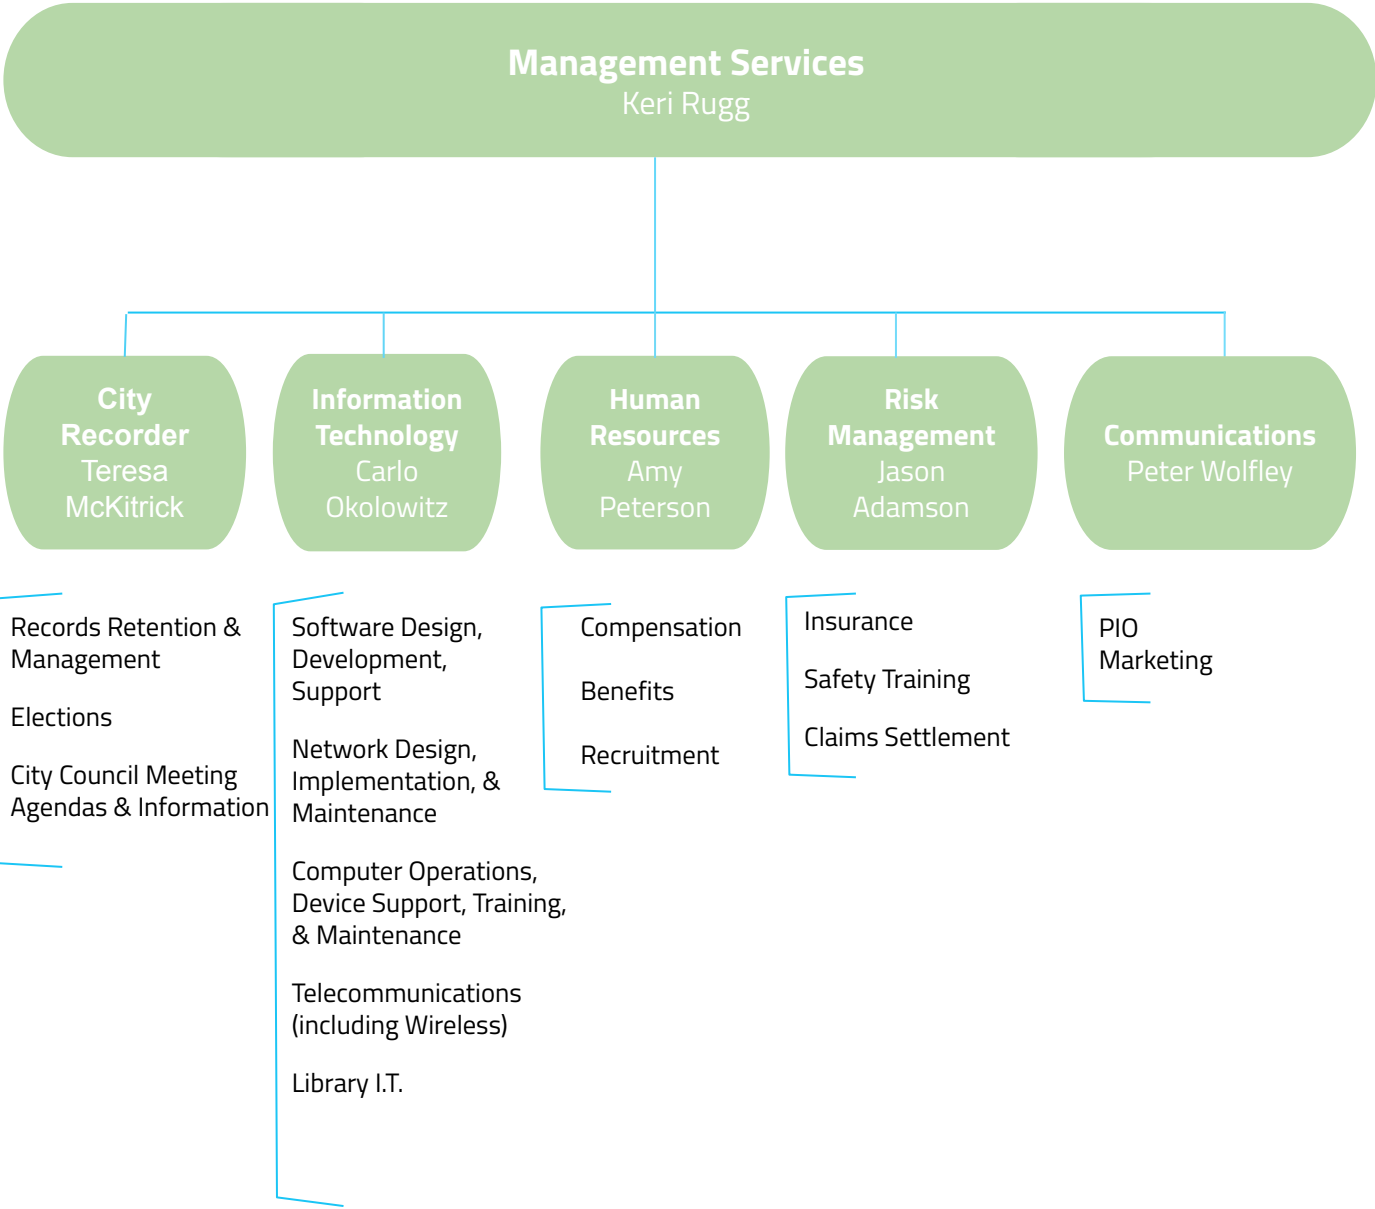 Management Services
Keri Rugg
City
Recorder
Teresa
McKitrick
Information
Technology
Carlo
Okolowitz
Human
Resources
Amy
Peterson
Risk
Management
Jason
Adamson
Communications
Peter Wolfley
Records Retention &
Management
Elections
City Council Meeting
Agendas & Information
Software Design,
Development,
Support
Network Design,
Implementation, &
Maintenance
Computer Operations,
Device Support, Training,
& Maintenance
Telecommunications
(including Wireless)
Library I.T.
Compensation
Benefits
Recruitment
Insurance
Safety Training
Claims Settlement
PIO
Marketing